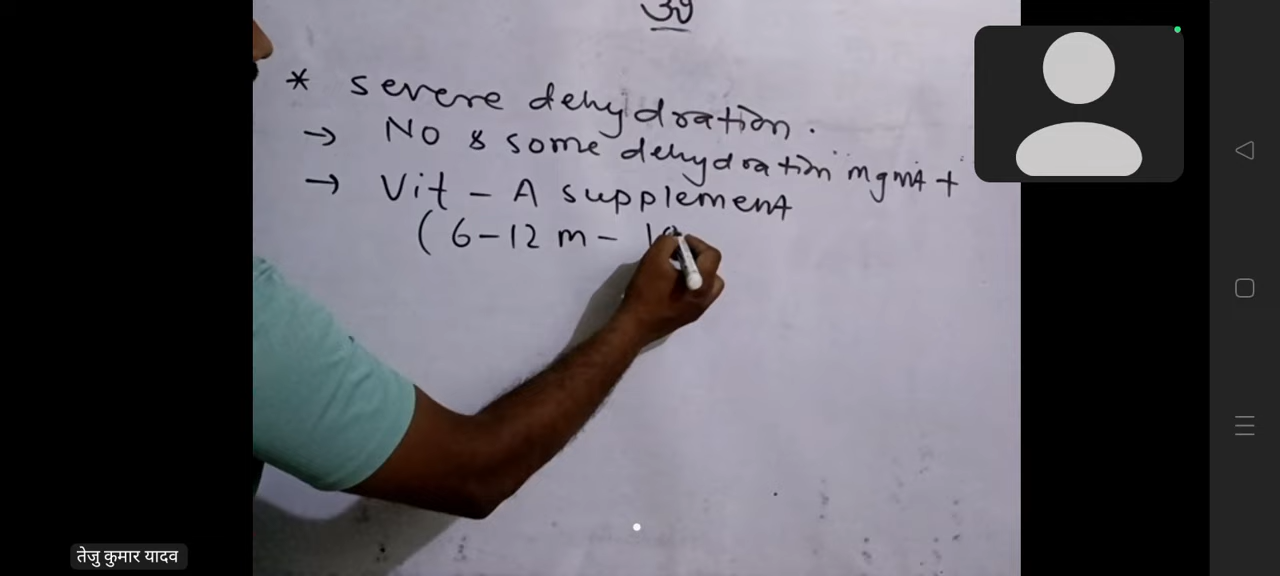 ॐ
* severe dehydration.
→ No & some dehydration mgmt +
→ Vit - A supplement
( 6-12 m -
तेजु कुमार यादव